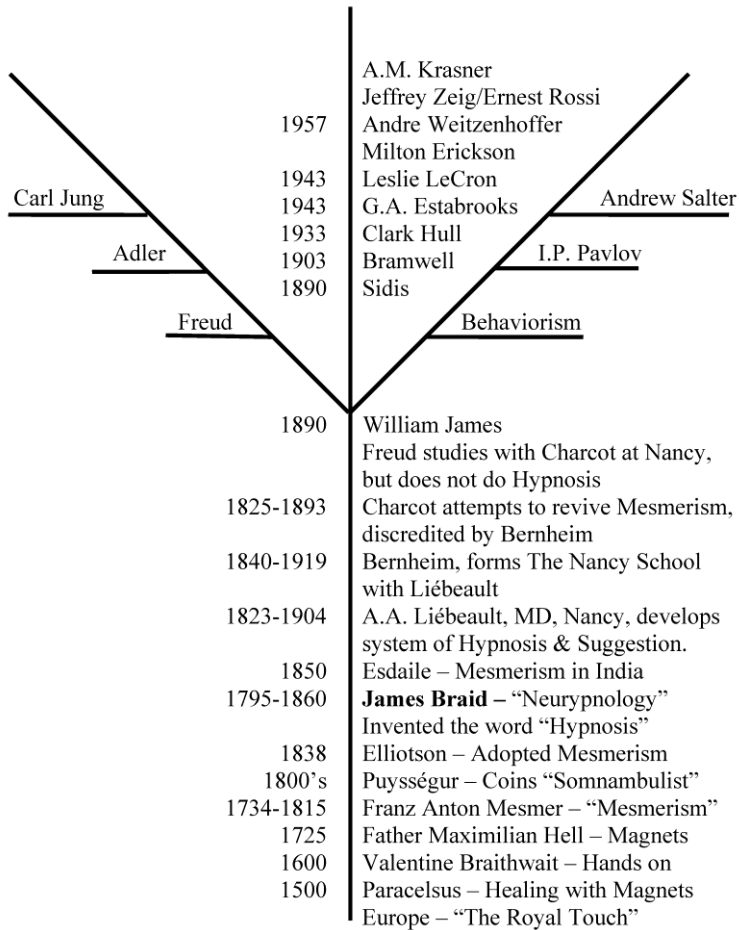 A.M. Krasner
Jeffrey Zeig/Ernest Rossi
1957 Andre Weitzenhoffer
Milton Erickson
1943 Leslie LeCron
Carl Jung
1943 G.A. Estabrooks
Andrew Salter
1933 Clark Hull
Adler
1903 Bramwell
I.P. Pavlov
1890 Sidis
Freud
Behaviorism
1890 William James
Freud studies with Charcot at Nancy,
but does not do Hypnosis
1825-1893 Charcot attempts to revive Mesmerism,
discredited by Bernheim
1840-1919 Bernheim, forms The Nancy School
with Liébeault
1823-1904 A.A. Liébeault, MD, Nancy, develops
system of Hypnosis & Suggestion.
1850 Esdaile – Mesmerism in India
1795-1860 James Braid – “Neurypnology”
Invented the word “Hypnosis”
1838 Elliotson – Adopted Mesmerism
1800’s Puységur – Coins “Somnambulist”
1734-1815 Franz Anton Mesmer – “Mesmerism”
1725 Father Maximilian Hell – Magnets
1600 Valentine Braithwait – Hands on
1500 Paracelsus – Healing with Magnets
Europe – “The Royal Touch”